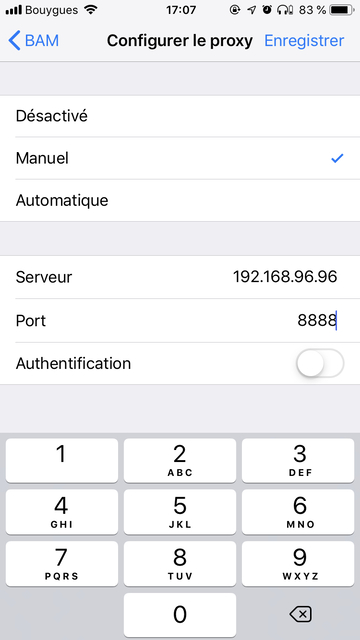 Bouygues 17:07 83 %
BAM Configurer le proxy Enregistrer
Désactivé
Manuel
Automatique
Serveur 192.168.96.96
Port 8888
Authentification
1 2 3
ABC DEF
4 5 6
GHI JKL MNO
7 8 9
PQRS TUV WXYZ
0